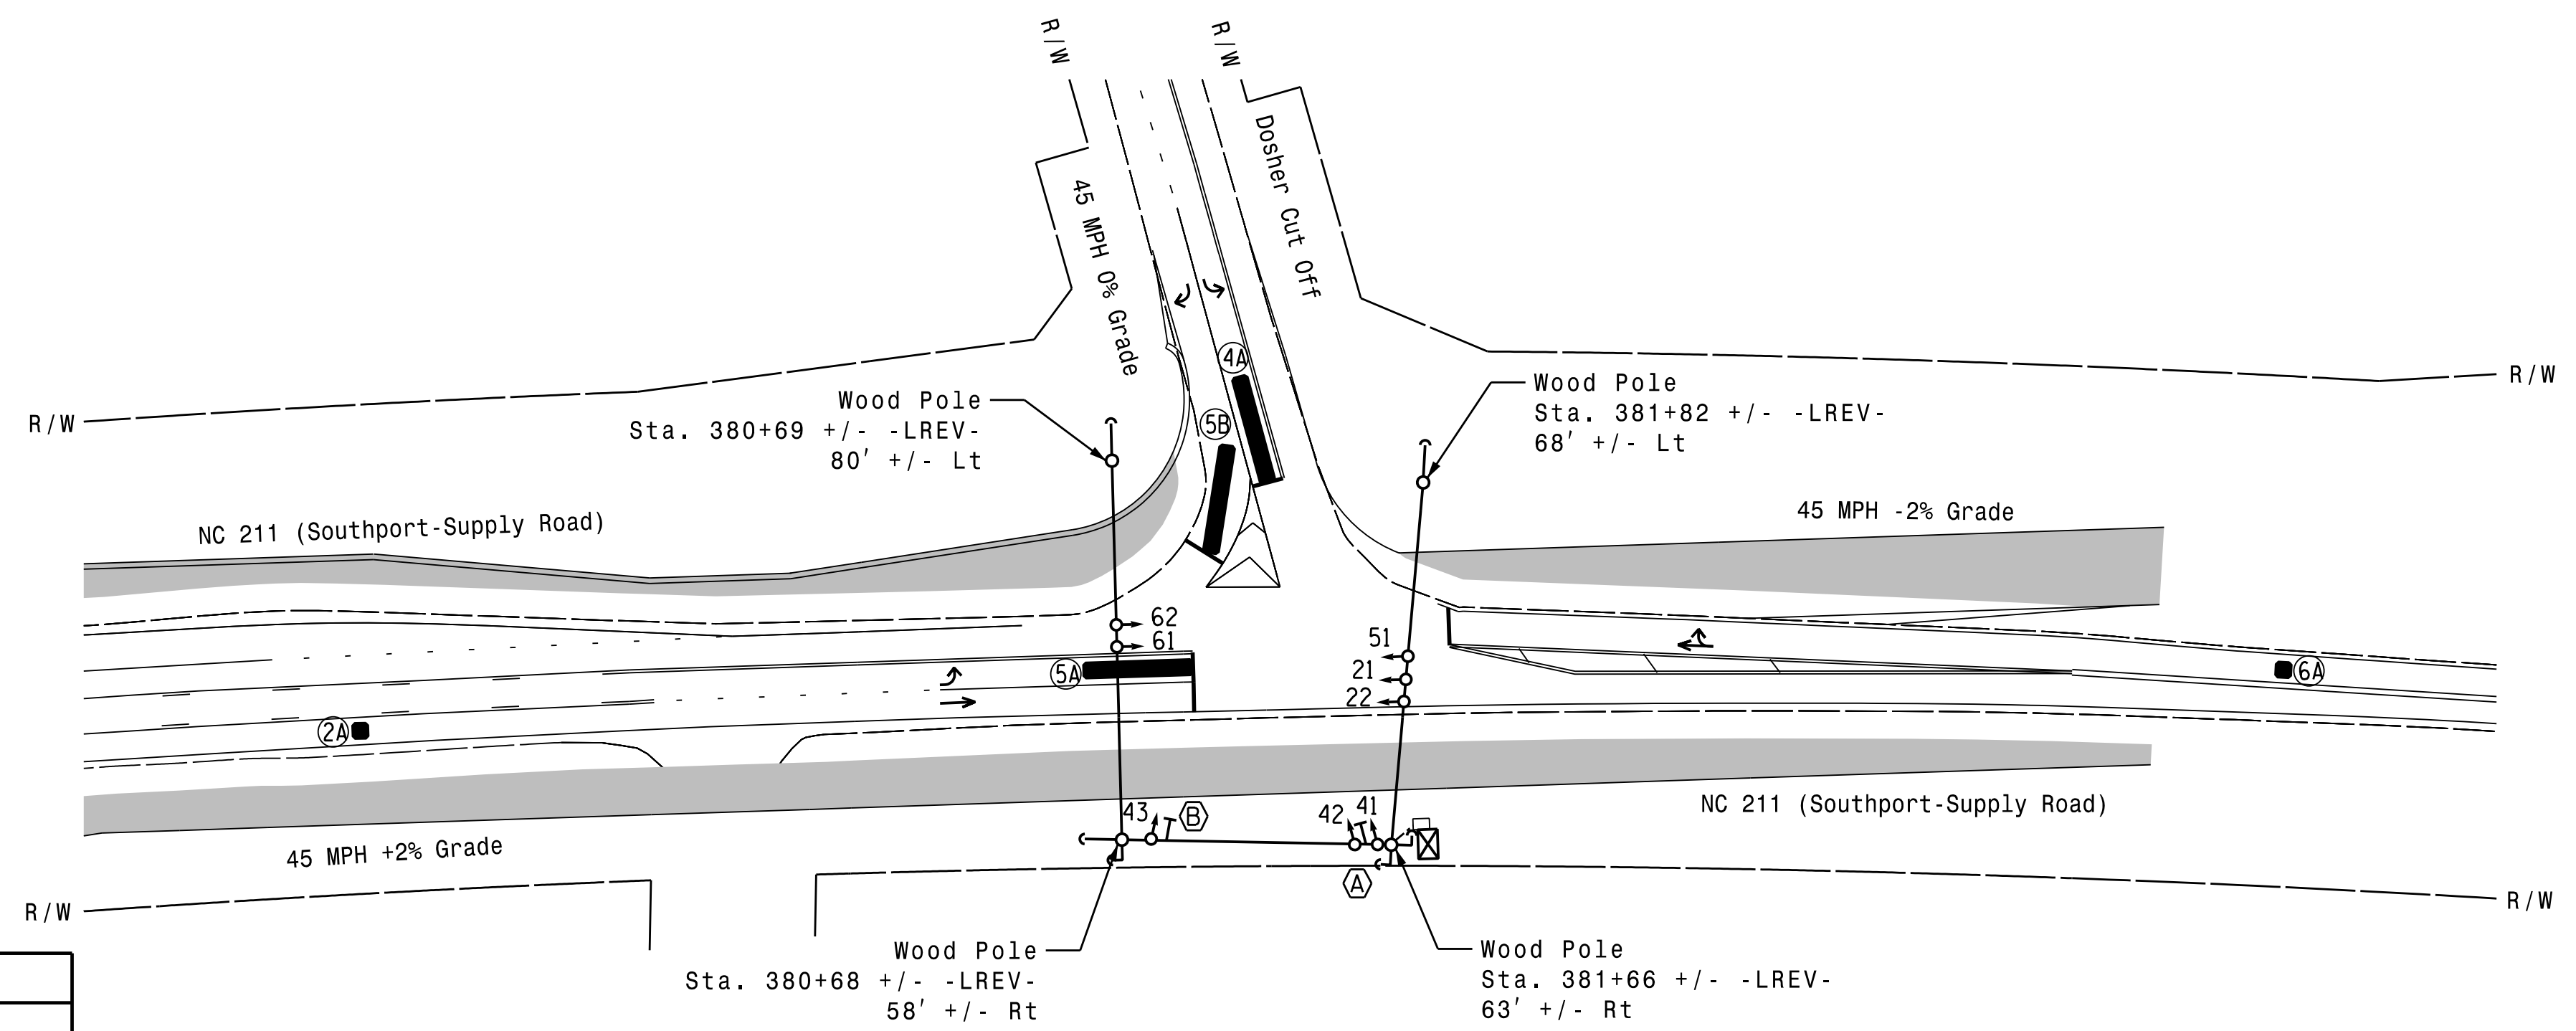 R/W
R/W
Dosher Cut Off
45 MPH 0% Grade
4A
5B
Wood Pole
Sta. 380+69 +/- -LREV-
80' +/- Lt
Wood Pole
Sta. 381+82 +/- -LREV-
68' +/- Lt
R/W
R/W
NC 211 (Southport-Supply Road)
45 MPH -2% Grade
62
61
5A
51
21
22
6A
2A
43
B
42
41
A
NC 211 (Southport-Supply Road)
45 MPH +2% Grade
R/W
R/W
Wood Pole
Sta. 380+68 +/- -LREV-
58' +/- Rt
Wood Pole
Sta. 381+66 +/- -LREV-
63' +/- Rt